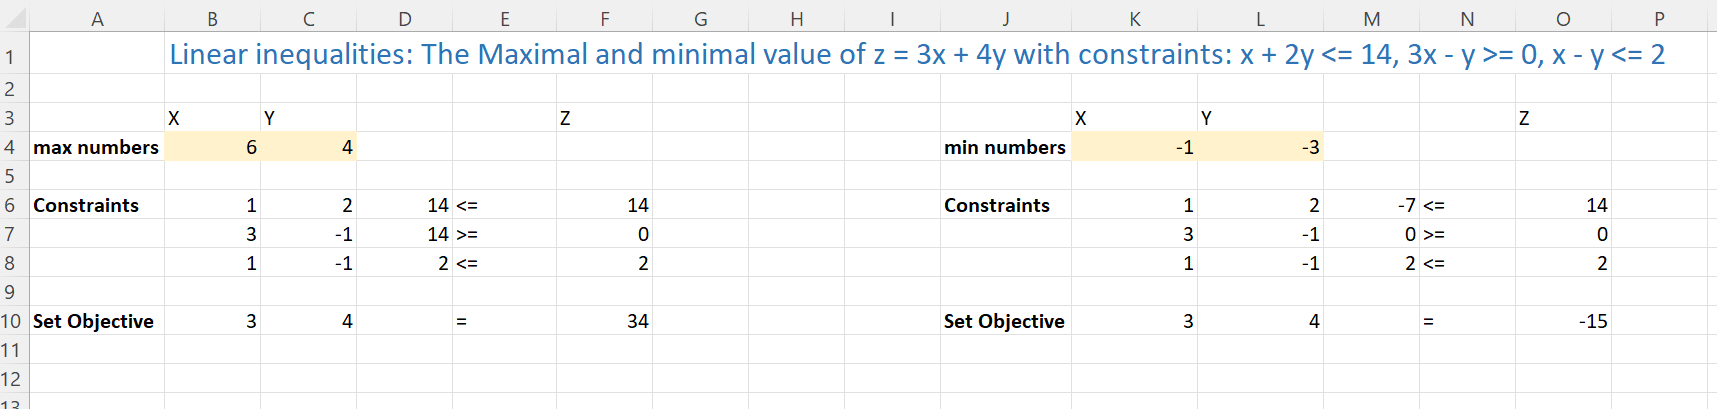 A B C D E F G H I J K L M N O P
1 Linear inequalities: The Maximal and minimal value of z = 3x + 4y with constraints: x + 2y <= 14, 3x - y >= 0, x - y <= 2
2
3 X Y Z X Y Z
4 max numbers 6 4 min numbers -1 -3
5
6 Constraints 1 2 14 <= 14 Constraints 1 2 -7 <= 14
7 3 -1 14 >= 0 3 -1 0 >= 0
8 1 -1 2 <= 2 1 -1 2 <= 2
9
10 Set Objective 3 4 = 34 Set Objective 3 4 = -15
11
12
13